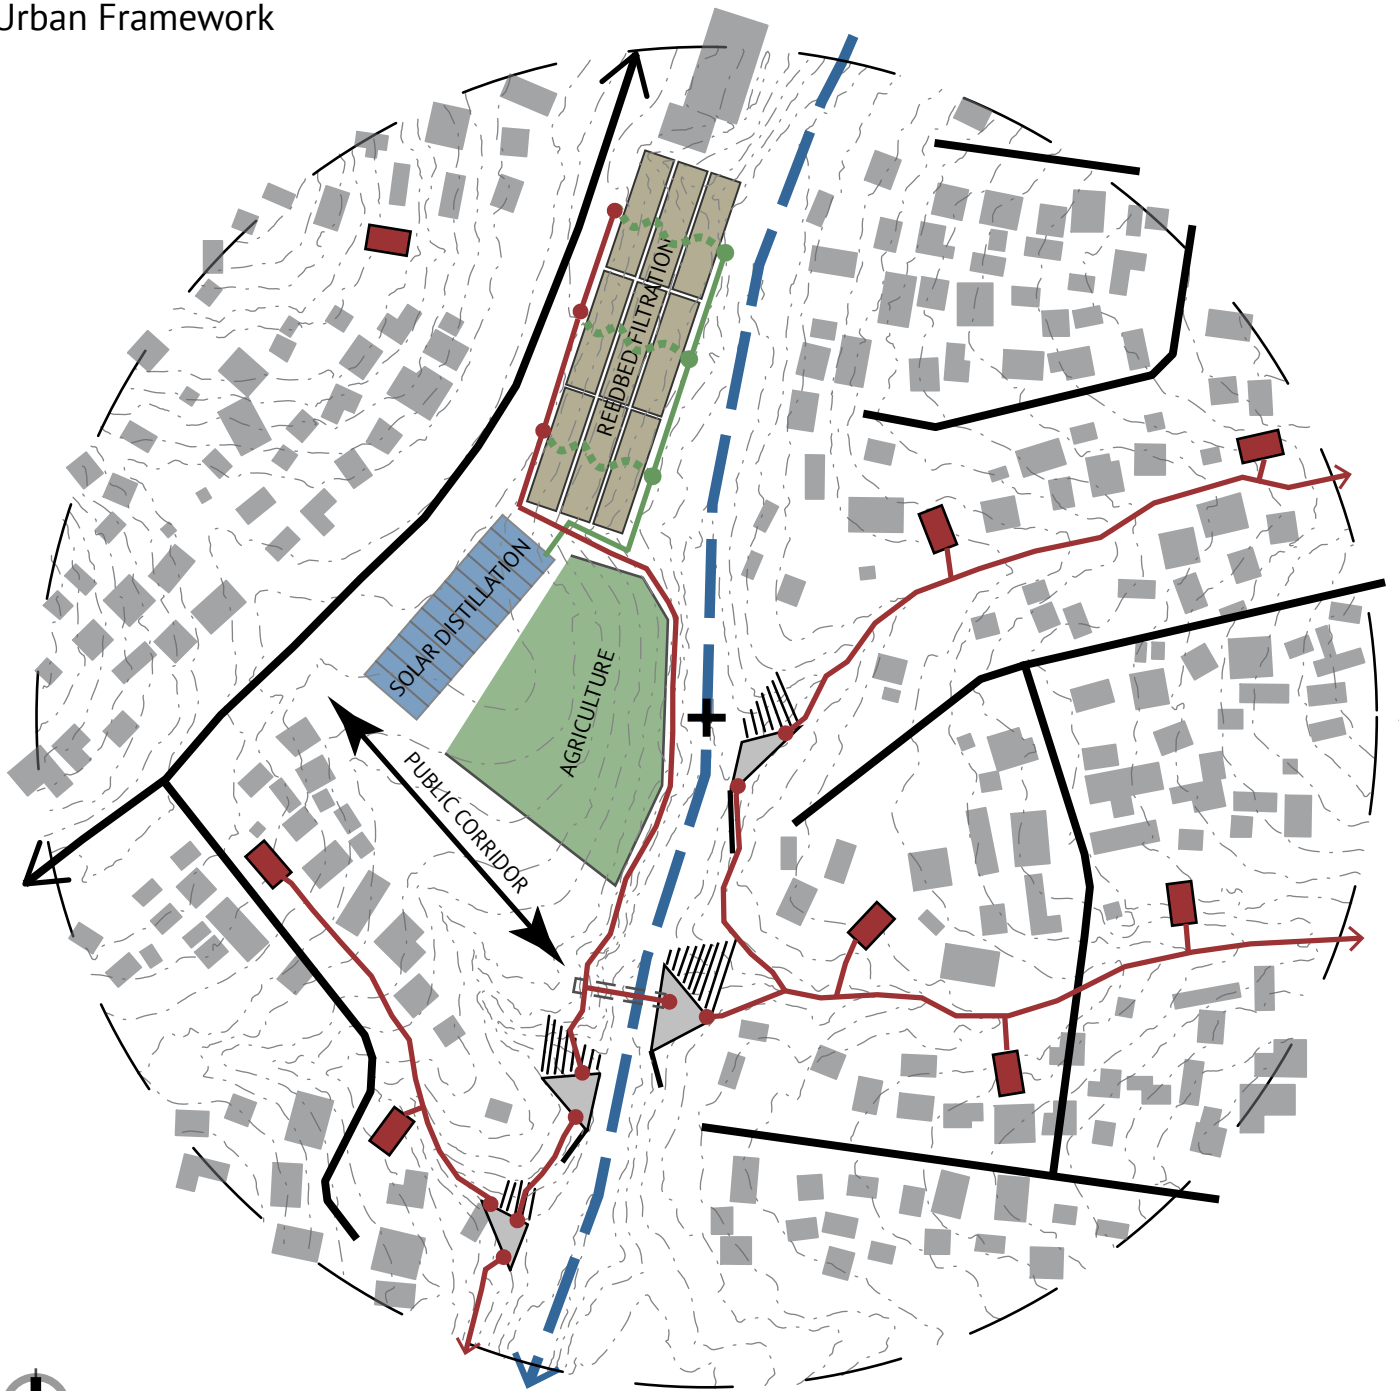 Urban Framework
REEDBED FILTRATION
SOLAR DISTILLATION
AGRICULTURE
PUBLIC CORRIDOR